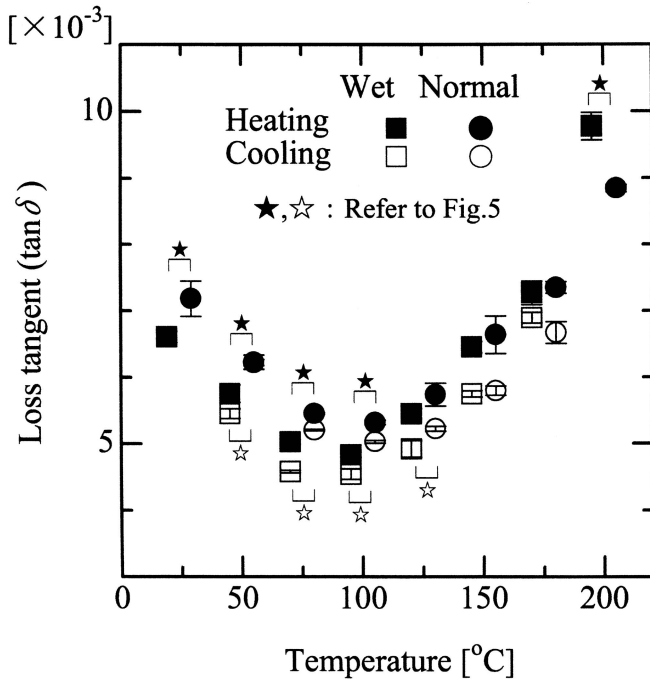 [×10⁻³]
Wet Normal
Heating
Cooling
★,☆ : Refer to Fig.5
10
5
Loss tangent (tanδ)
0 50 100 150 200
Temperature [°C]